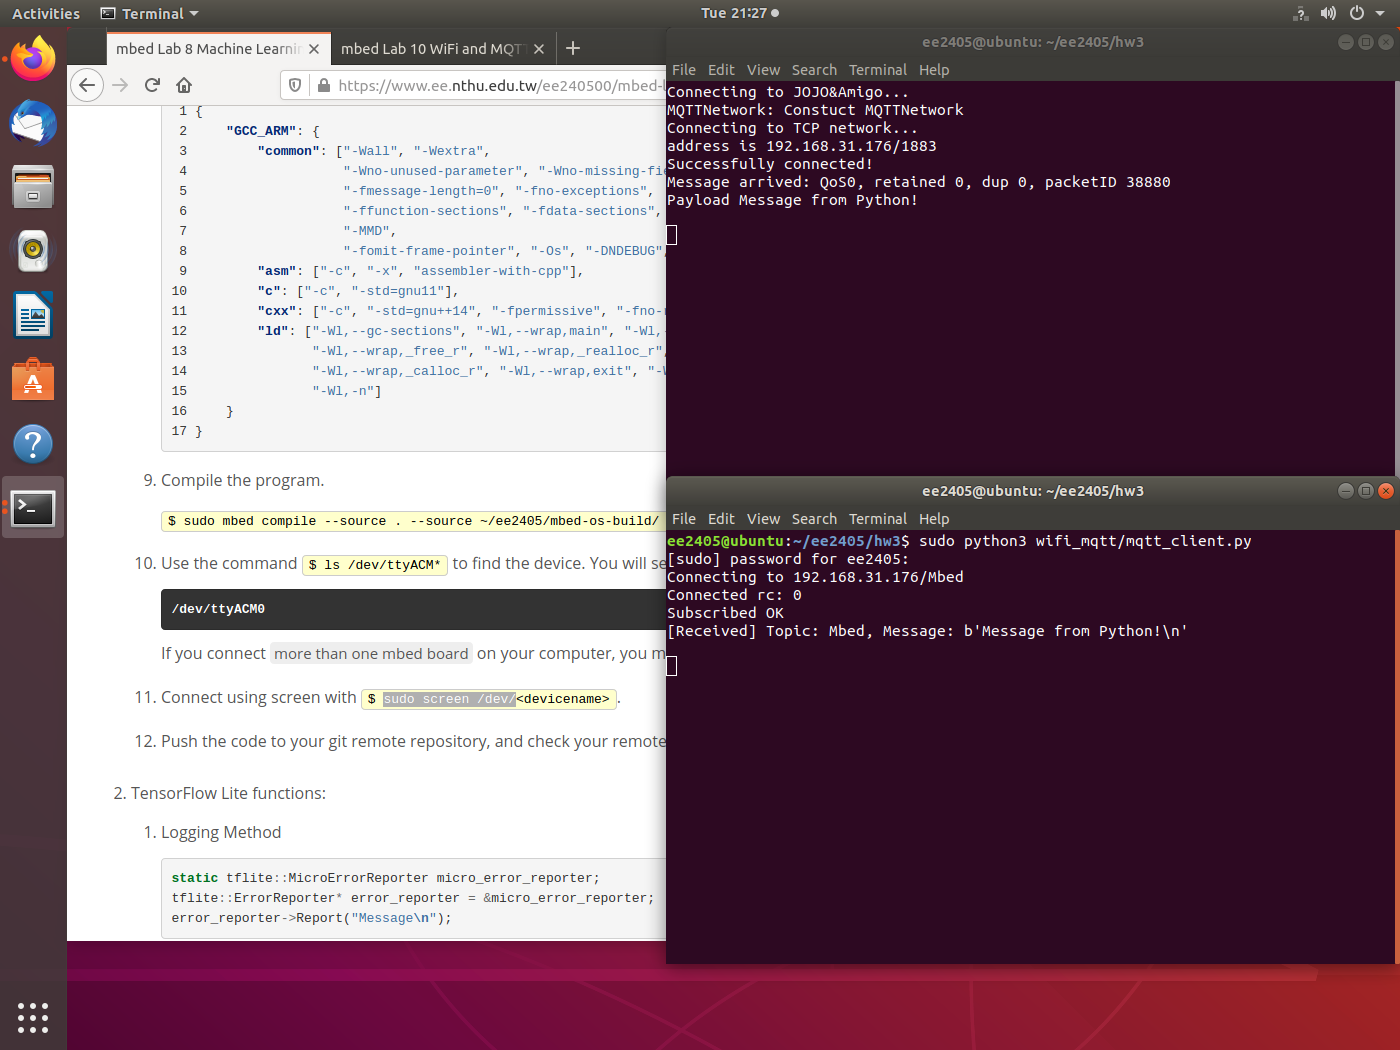 Activities
Terminal
Tue 21:27
mbed Lab 8 Machine Learnin
mbed Lab 10 WiFi and MQT
https://www.ee.nthu.edu.tw/ee240500/mbed-l
1 {
2 "GCC_ARM": {
3 "common": ["-Wall", "-Wextra",
4 "-Wno-unused-parameter", "-Wno-missing-fie
5 "-fmessage-length=0", "-fno-exceptions",
6 "-ffunction-sections", "-fdata-sections",
7 "-MMD",
8 "-fomit-frame-pointer", "-Os", "-DNDEBUG",
9 "asm": ["-c", "-x", "assembler-with-cpp"],
10 "c": ["-c", "-std=gnu11"],
11 "cxx": ["-c", "-std=gnu++14", "-fpermissive", "-fno-r
12 "ld": ["-Wl,--gc-sections", "-Wl,--wrap,main", "-Wl,-
13 "-Wl,--wrap,_free_r", "-Wl,--wrap,_realloc_r",
14 "-Wl,--wrap,_calloc_r", "-Wl,--wrap,exit", "-W
15 "-Wl,-n"]
16 }
17 }
9. Compile the program.
$ sudo mbed compile --source . --source ~/ee2405/mbed-os-build/
10. Use the command $ ls /dev/ttyACM* to find the device. You will se
/dev/ttyACM0
If you connect more than one mbed board on your computer, you m
11. Connect using screen with $ sudo screen /dev/<devicename>.
12. Push the code to your git remote repository, and check your remote
2. TensorFlow Lite functions:
1. Logging Method
static tflite::MicroErrorReporter micro_error_reporter;
tflite::ErrorReporter* error_reporter = &micro_error_reporter;
error_reporter->Report("Message\n");
ee2405@ubuntu: ~/ee2405/hw3
File Edit View Search Terminal Help
Connecting to JOJO&Amigo...
MQTTNetwork: Constuct MQTTNetwork
Connecting to TCP network...
address is 192.168.31.176/1883
Successfully connected!
Message arrived: QoS0, retained 0, dup 0, packetID 38880
Payload Message from Python!
ee2405@ubuntu: ~/ee2405/hw3
File Edit View Search Terminal Help
ee2405@ubuntu:~/ee2405/hw3$ sudo python3 wifi_mqtt/mqtt_client.py
[sudo] password for ee2405:
Connecting to 192.168.31.176/Mbed
Connected rc: 0
Subscribed OK
[Received] Topic: Mbed, Message: b'Message from Python!\n'